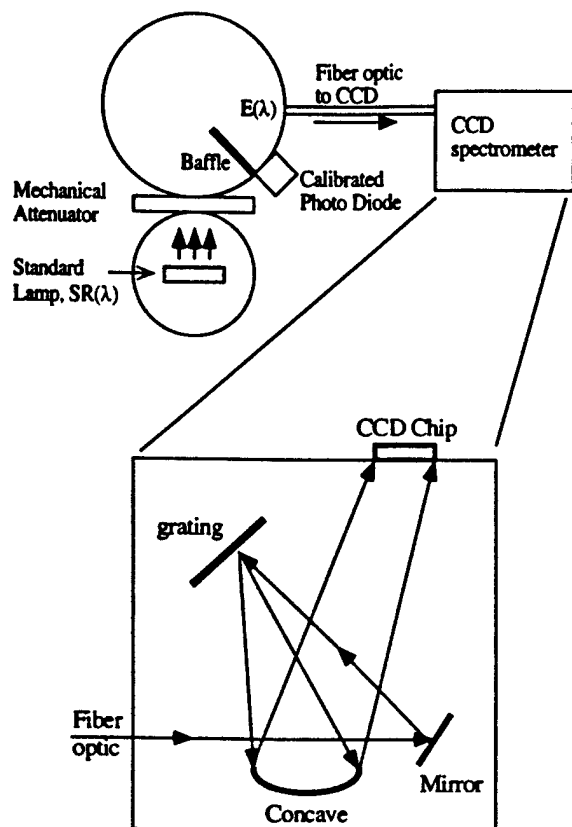 Fiber optic
to CCD
E(λ)
CCD
spectrometer
Baffle
Calibrated
Photo Diode
Mechanical
Attenuator
Standard
Lamp, SR(λ)
CCD Chip
grating
Fiber
optic
Mirror
Concave